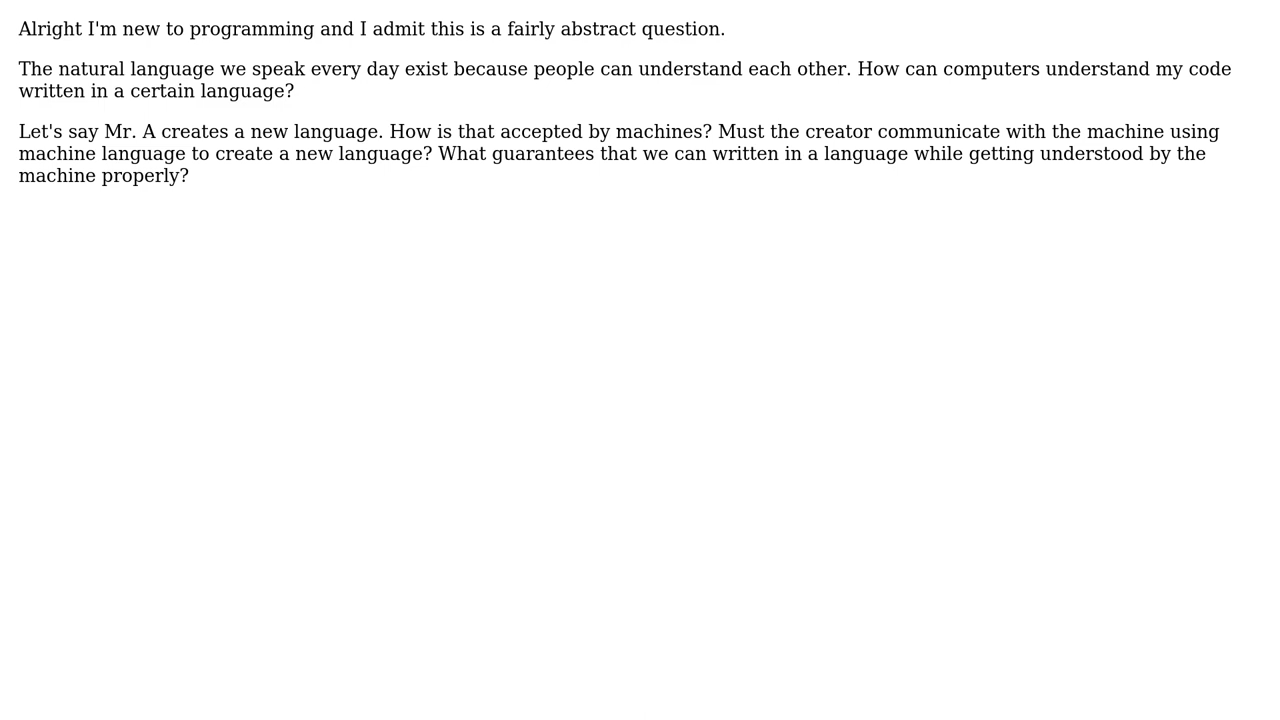 Alright I'm new to programming and I admit this is a fairly abstract question.
The natural language we speak every day exist because people can understand each other. How can computers understand my code
written in a certain language?
Let's say Mr. A creates a new language. How is that accepted by machines? Must the creator communicate with the machine using
machine language to create a new language? What guarantees that we can written in a language while getting understood by the
machine properly?